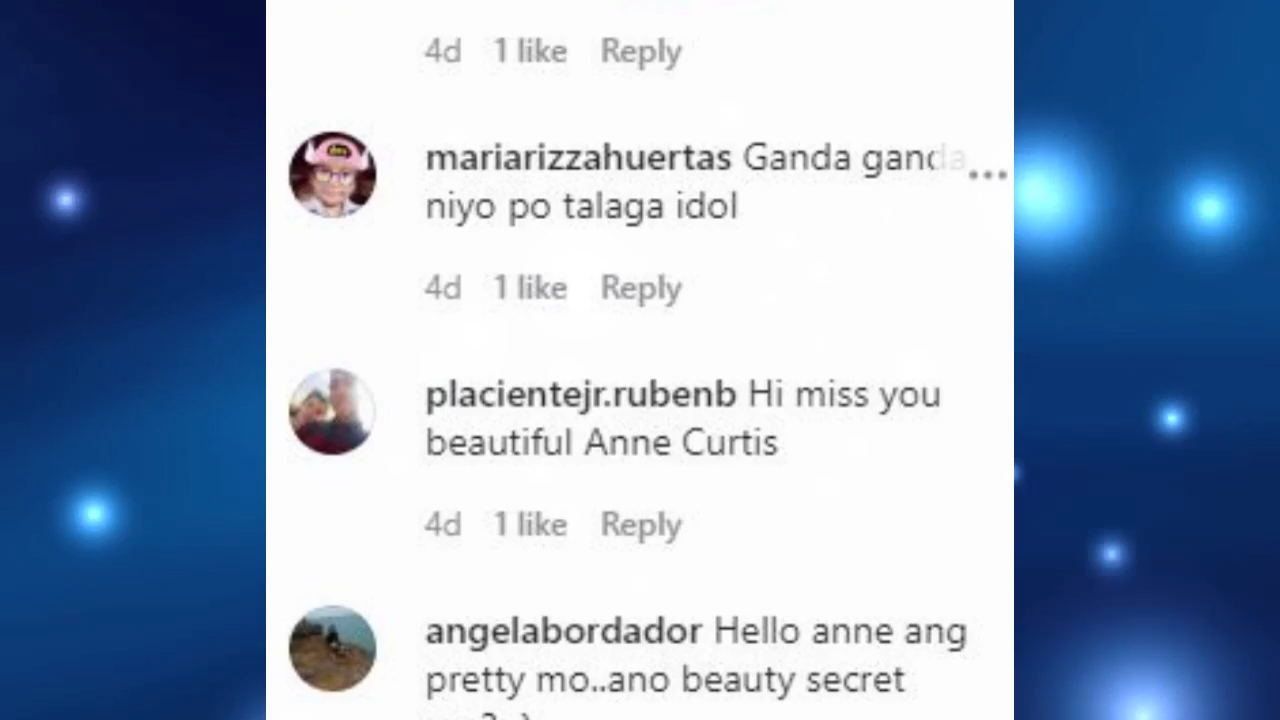 4d 1 like Reply
mariarizzahuertas Ganda ganda
niyo po talaga idol
4d 1 like Reply
placientejr.rubenb Hi miss you
beautiful Anne Curtis
4d 1 like Reply
angelabordador Hello anne ang
pretty mo..ano beauty secret